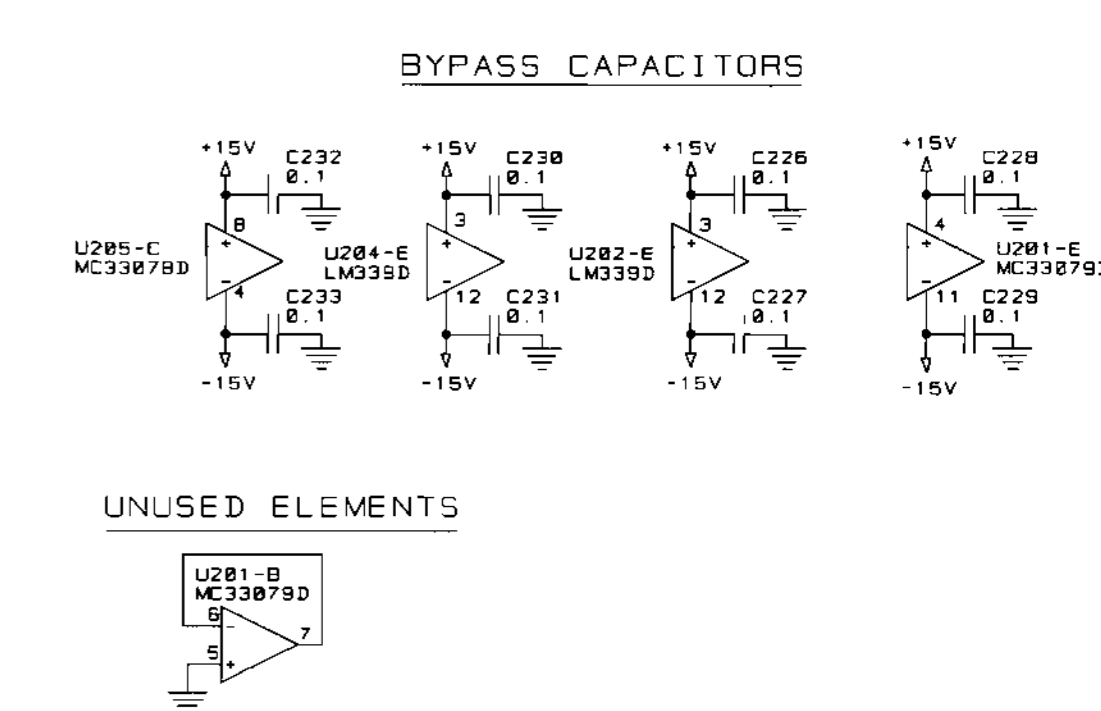 BYPASS CAPACITORS
+15V
C232
0.1
8
+
U205-C
MC33078D
-
4
C233
0.1
-15V
+15V
C230
0.1
3
+
U204-E
LM339D
-
12
C231
0.1
-15V
+15V
C226
0.1
3
+
U202-E
LM339D
-
12
C227
0.1
-15V
+15V
C228
0.1
4
+
U201-E
MC33079
-
11
C229
0.1
-15V
UNUSED ELEMENTS
U201-B
MC33079D
6
-
7
5
+